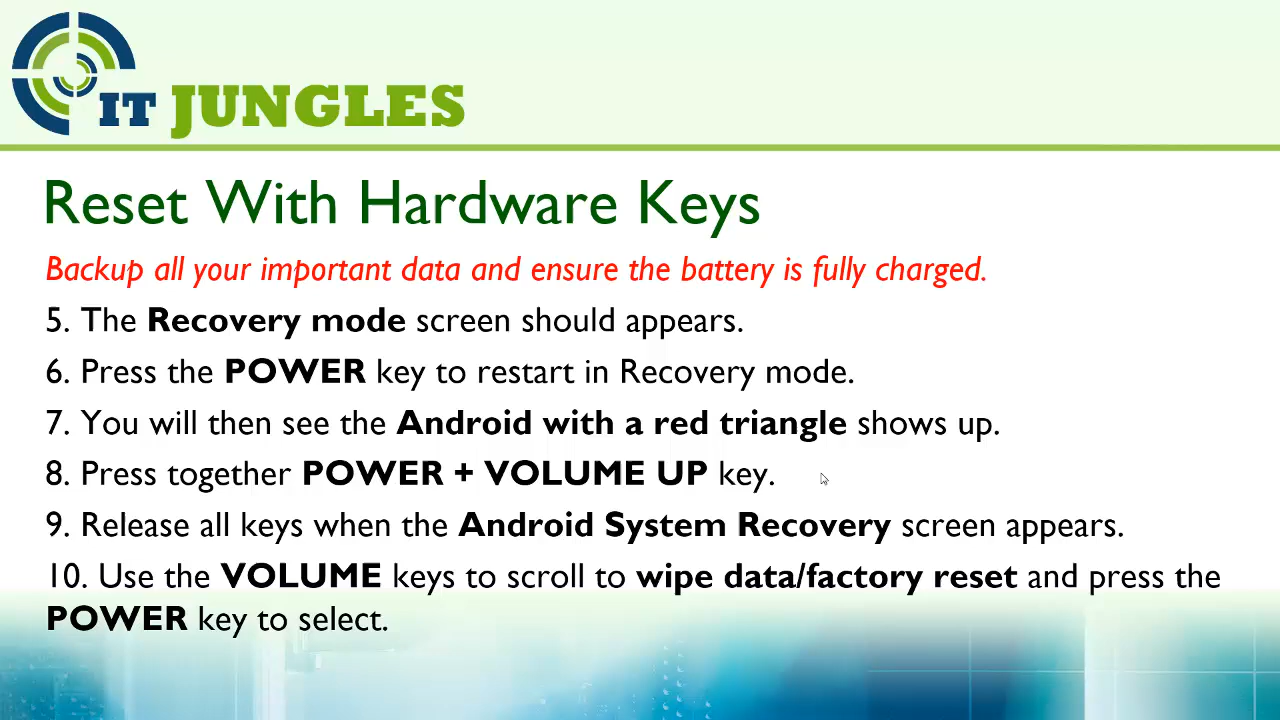 IT JUNGLES
Reset With Hardware Keys
Backup all your important data and ensure the battery is fully charged.
5. The Recovery mode screen should appears.
6. Press the POWER key to restart in Recovery mode.
7. You will then see the Android with a red triangle shows up.
8. Press together POWER + VOLUME UP key.
9. Release all keys when the Android System Recovery screen appears.
10. Use the VOLUME keys to scroll to wipe data/factory reset and press the
POWER key to select.